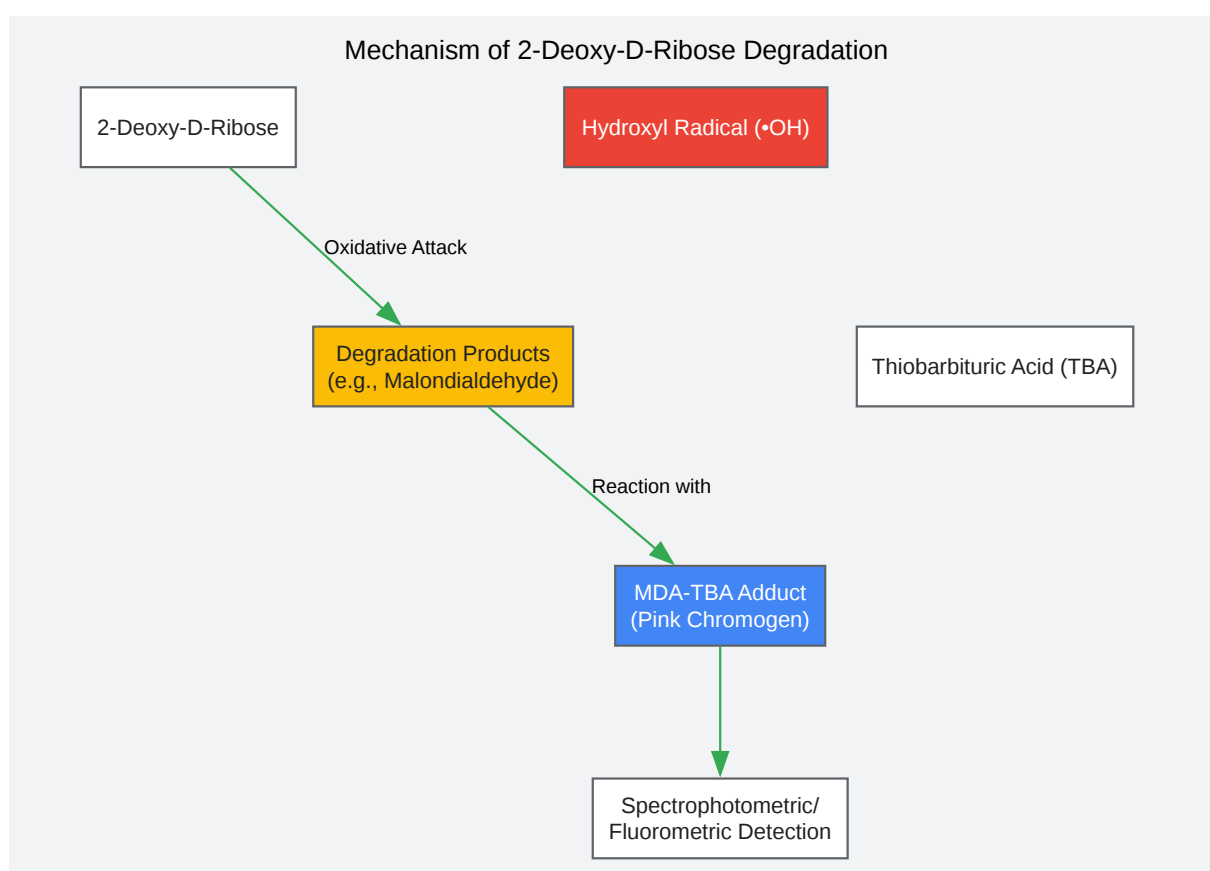 Mechanism of 2-Deoxy-D-Ribose Degradation
2-Deoxy-D-Ribose
Hydroxyl Radical (•OH)
Oxidative Attack
Degradation Products
(e.g., Malondialdehyde)
Thiobarbituric Acid (TBA)
Reaction with
MDA-TBA Adduct
(Pink Chromogen)
Spectrophotometric/
Fluorometric Detection